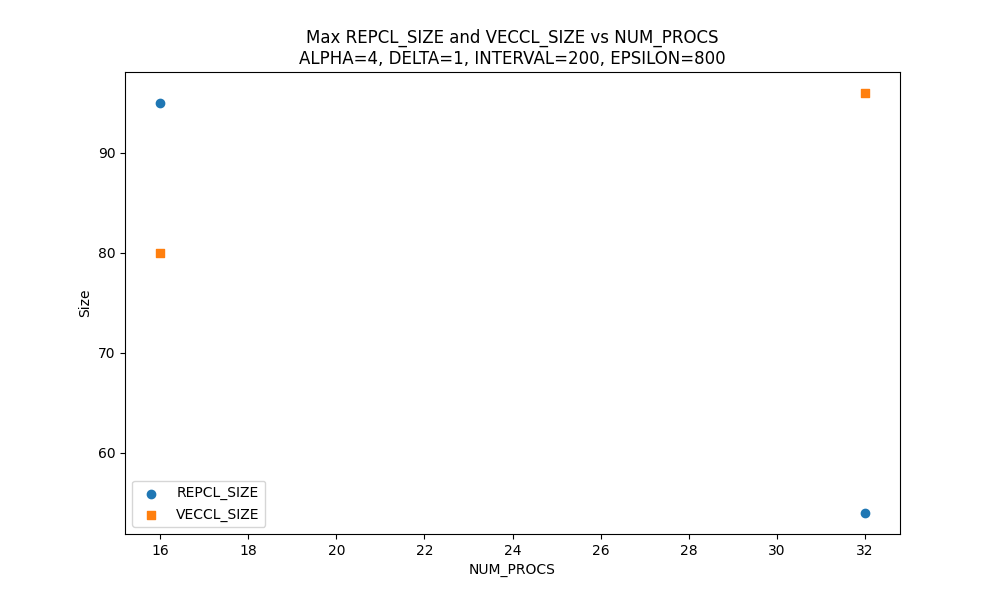 Max REPCL_SIZE and VECCL_SIZE vs NUM_PROCS
ALPHA=4, DELTA=1, INTERVAL=200, EPSILON=800
90
80
70
60
Size
REPCL_SIZE
VECCL_SIZE
16 18 20 22 24 26 28 30 32
NUM_PROCS